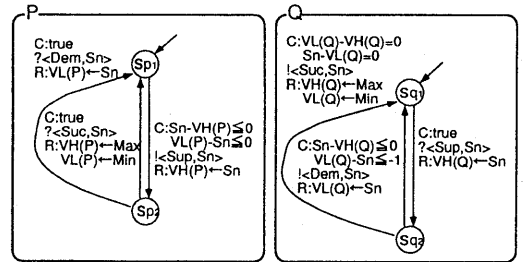 P
C:true
?<Dem,Sn>
R:VL(P)←Sn
Sp1
C:true
?<Suc,Sn>
R:VH(P)←Max
VL(P)←Min
C:Sn-VH(P)≦0
VL(P)-Sn≦0
!<Sup,Sn>
R:VH(P)←Sn
Sp2
Q
C:VL(Q)-VH(Q)=0
Sn-VL(Q)=0
!<Suc,Sn>
R:VH(Q)←Max
VL(Q)←Min
Sq1
C:Sn-VH(Q)≦0
VL(Q)-Sn≦-1
!<Dem,Sn>
R:VL(Q)←Sn
C:true
?<Sup,Sn>
R:VH(Q)←Sn
Sq2